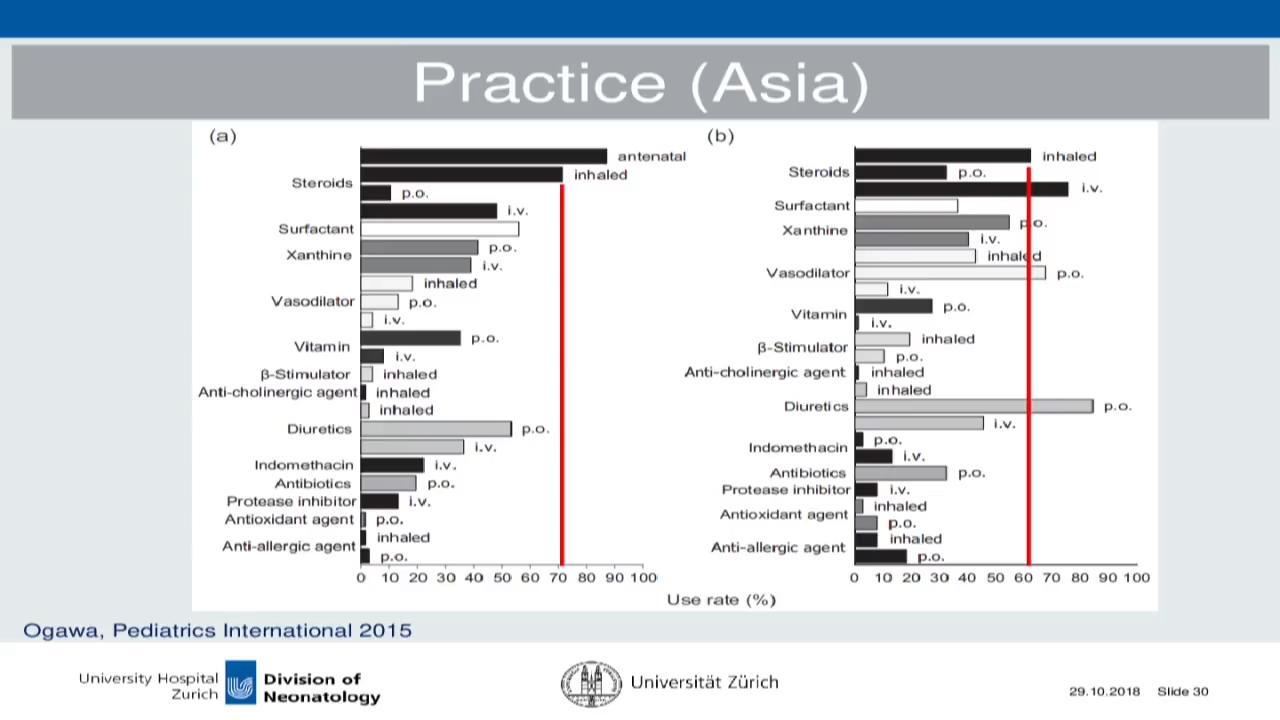 Practice (Asia)
(a)
antenatal
Steroids
inhaled
p.o.
i.v.
Surfactant
Xanthine
p.o.
i.v.
inhaled
Vasodilator
p.o.
i.v.
Vitamin
p.o.
i.v.
β-Stimulator
inhaled
Anti-cholinergic agent
inhaled
inhaled
Diuretics
p.o.
i.v.
Indomethacin
i.v.
Antibiotics
p.o.
Protease inhibitor
i.v.
Antioxidant agent
p.o.
inhaled
Anti-allergic agent
p.o.
0 10 20 30 40 50 60 70 80 90 100
(b)
inhaled
Steroids
p.o.
i.v.
Surfactant
Xanthine
p.o.
i.v.
inhaled
Vasodilator
p.o.
i.v.
Vitamin
p.o.
i.v.
β-Stimulator
inhaled
p.o.
Anti-cholinergic agent
inhaled
inhaled
Diuretics
p.o.
i.v.
Indomethacin
p.o.
i.v.
Antibiotics
p.o.
Protease inhibitor
i.v.
Antioxidant agent
inhaled
p.o.
Anti-allergic agent
inhaled
p.o.
0 10 20 30 40 50 60 70 80 90 100
Use rate (%)
Ogawa, Pediatrics International 2015
University Hospital
Zurich
Division of
Neonatology
Universität Zürich
29.10.2018 Slide 30